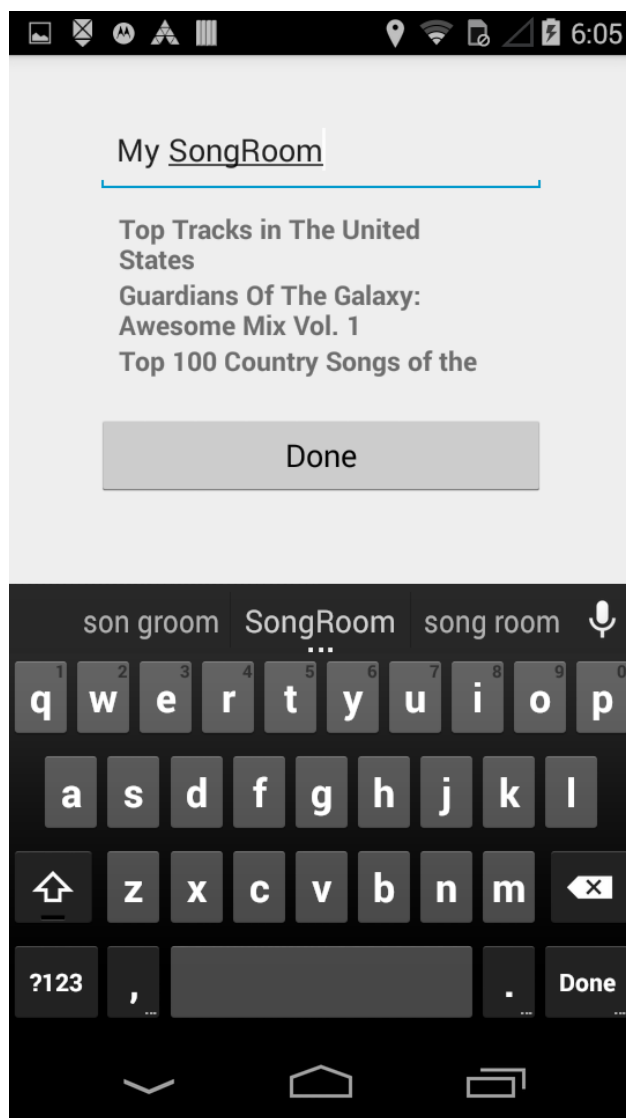 6:05
My SongRoom
Top Tracks in The United
States
Guardians Of The Galaxy:
Awesome Mix Vol. 1
Top 100 Country Songs of the
Done
son groom SongRoom song room
1 2 3 4 5 6 7 8 9 0
q w e r t y u i o p
a s d f g h j k l
z x c v b n m
?123 , . Done